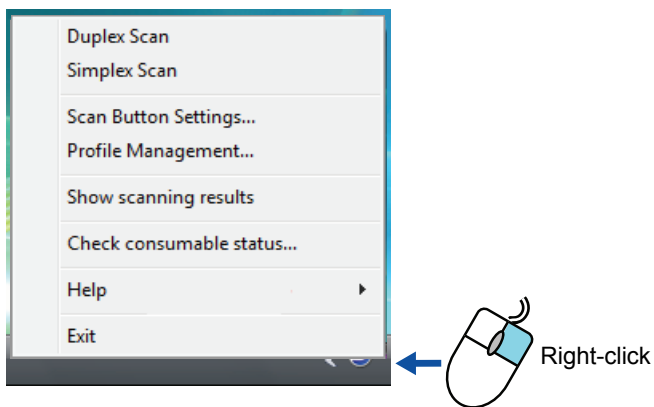 Duplex Scan
Simplex Scan
Scan Button Settings...
Profile Management...
Show scanning results
Check consumable status...
Help
Exit
Right-click